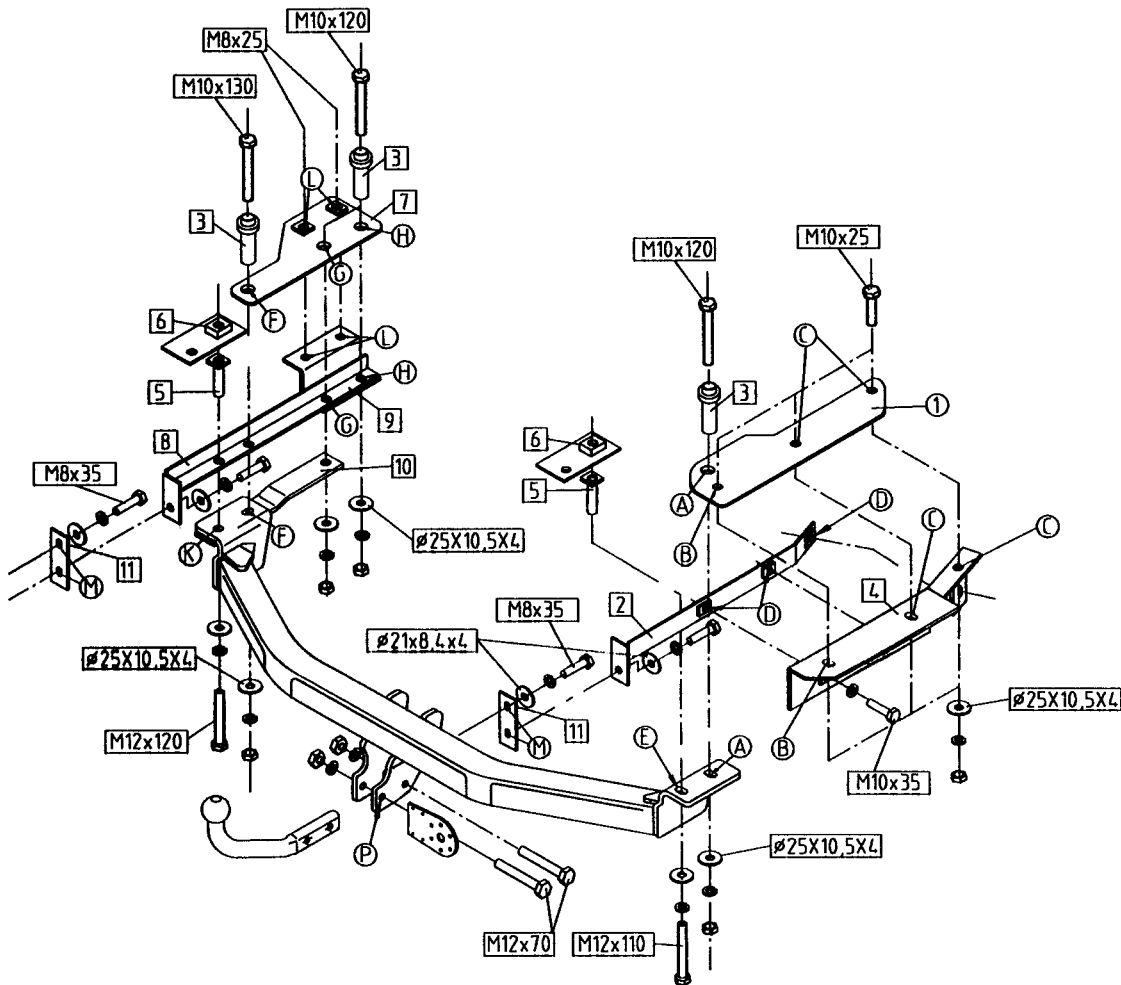 M10x120
M8x25
M10x130
3
L
7
3
H
G
M10x120
M10x25
F
6
C
L
3
1
5
H
6
9
G
8
A
D
M8x35
10
5
B
C
C
K
F
Ø25X10,5X4
11
4
M
M8x35
2
D
Ø21x8,4x4
Ø25X10,5X4
B
Ø25X10,5X4
M12x120
11
M
E
A
M10x35
P
Ø25X10,5X4
M12x70
M12x110